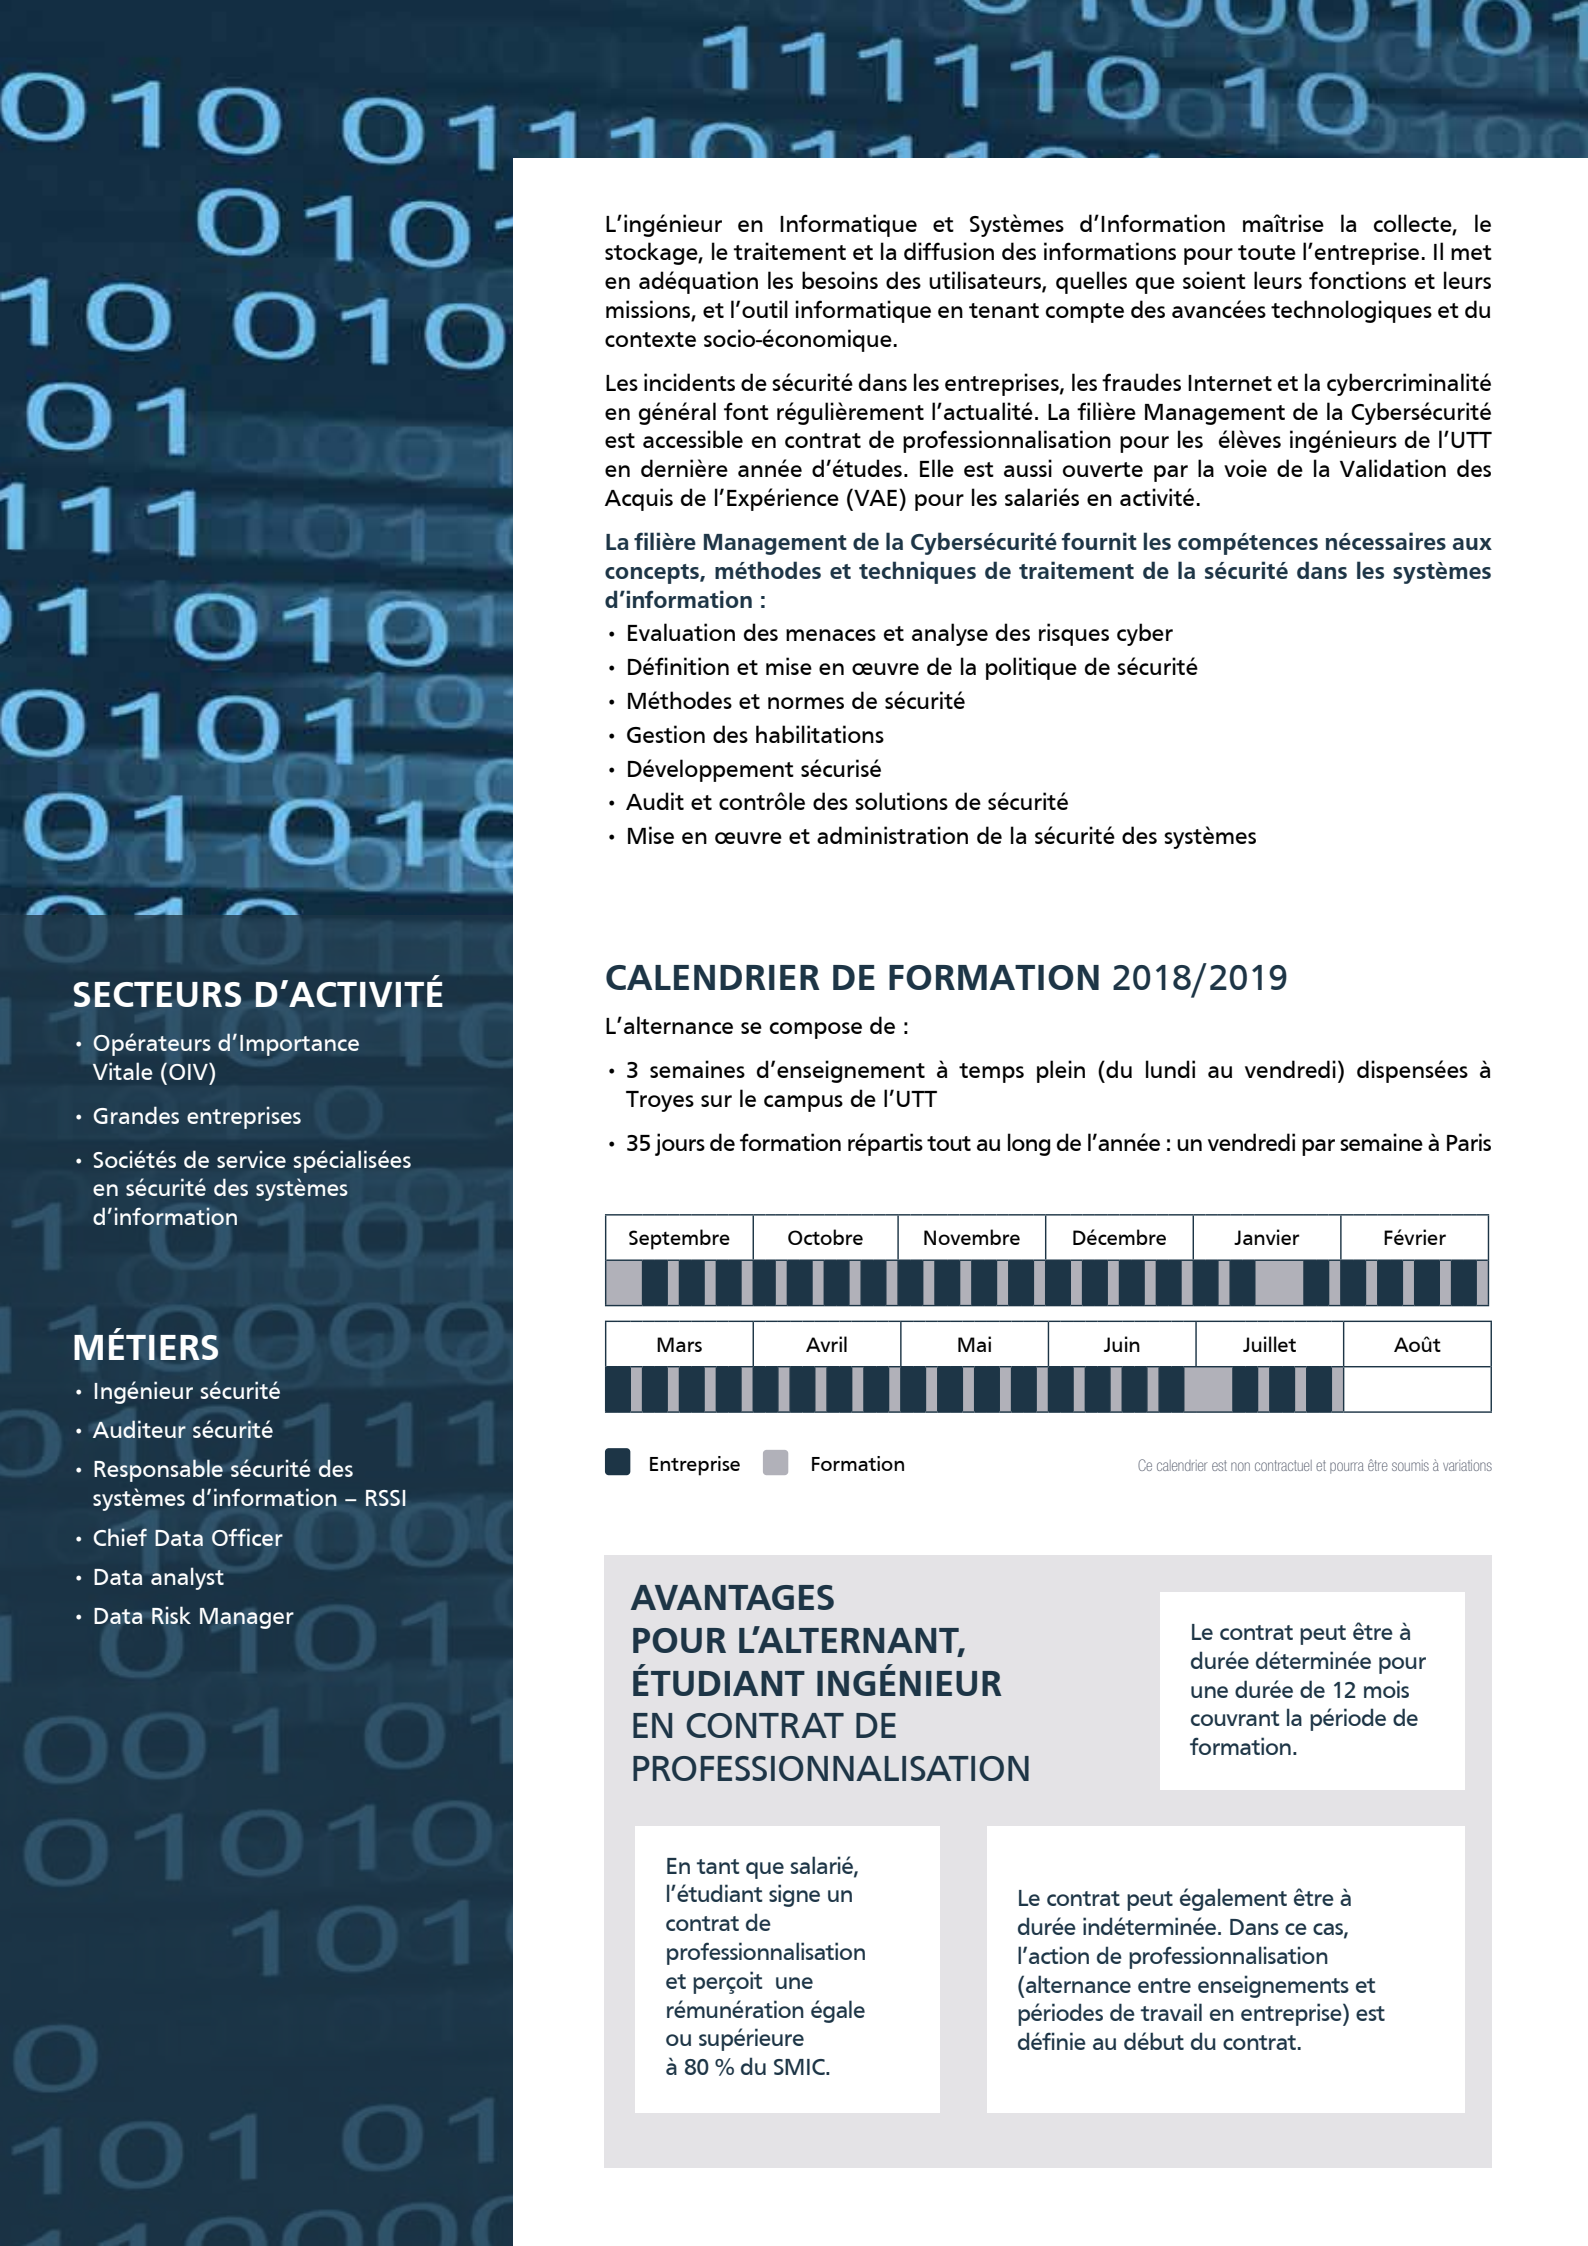 L’ingénieur en Informatique et Systèmes d’Information maîtrise la collecte, le
stockage, le traitement et la diffusion des informations pour toute l’entreprise. Il met
en adéquation les besoins des utilisateurs, quelles que soient leurs fonctions et leurs
missions, et l’outil informatique en tenant compte des avancées technologiques et du
contexte socio-économique.
Les incidents de sécurité dans les entreprises, les fraudes Internet et la cybercriminalité
en général font régulièrement l’actualité. La filière Management de la Cybersécurité
est accessible en contrat de professionnalisation pour les élèves ingénieurs de l’UTT
en dernière année d’études. Elle est aussi ouverte par la voie de la Validation des
Acquis de l’Expérience (VAE) pour les salariés en activité.
La filière Management de la Cybersécurité fournit les compétences nécessaires aux
concepts, méthodes et techniques de traitement de la sécurité dans les systèmes
d’information :
• Evaluation des menaces et analyse des risques cyber
• Définition et mise en œuvre de la politique de sécurité
• Méthodes et normes de sécurité
• Gestion des habilitations
• Développement sécurisé
• Audit et contrôle des solutions de sécurité
• Mise en œuvre et administration de la sécurité des systèmes
SECTEURS D’ACTIVITÉ
• Opérateurs d’Importance
Vitale (OIV)
• Grandes entreprises
• Sociétés de service spécialisées
en sécurité des systèmes
d’information
MÉTIERS
• Ingénieur sécurité
• Auditeur sécurité
• Responsable sécurité des
systèmes d’information – RSSI
• Chief Data Officer
• Data analyst
• Data Risk Manager
CALENDRIER DE FORMATION 2018/2019
L’alternance se compose de :
• 3 semaines d’enseignement à temps plein (du lundi au vendredi) dispensées à
Troyes sur le campus de l’UTT
• 35 jours de formation répartis tout au long de l’année : un vendredi par semaine à Paris
Septembre Octobre Novembre Décembre Janvier Février
Mars Avril Mai Juin Juillet Août
Entreprise Formation
Ce calendrier est non contractuel et pourra être soumis à variations
AVANTAGES
POUR L’ALTERNANT,
ÉTUDIANT INGÉNIEUR
EN CONTRAT DE
PROFESSIONNALISATION
Le contrat peut être à
durée déterminée pour
une durée de 12 mois
couvrant la période de
formation.
En tant que salarié,
l’étudiant signe un
contrat de
professionnalisation
et perçoit une
rémunération égale
ou supérieure
à 80 % du SMIC.
Le contrat peut également être à
durée indéterminée. Dans ce cas,
l’action de professionnalisation
(alternance entre enseignements et
périodes de travail en entreprise) est
définie au début du contrat.